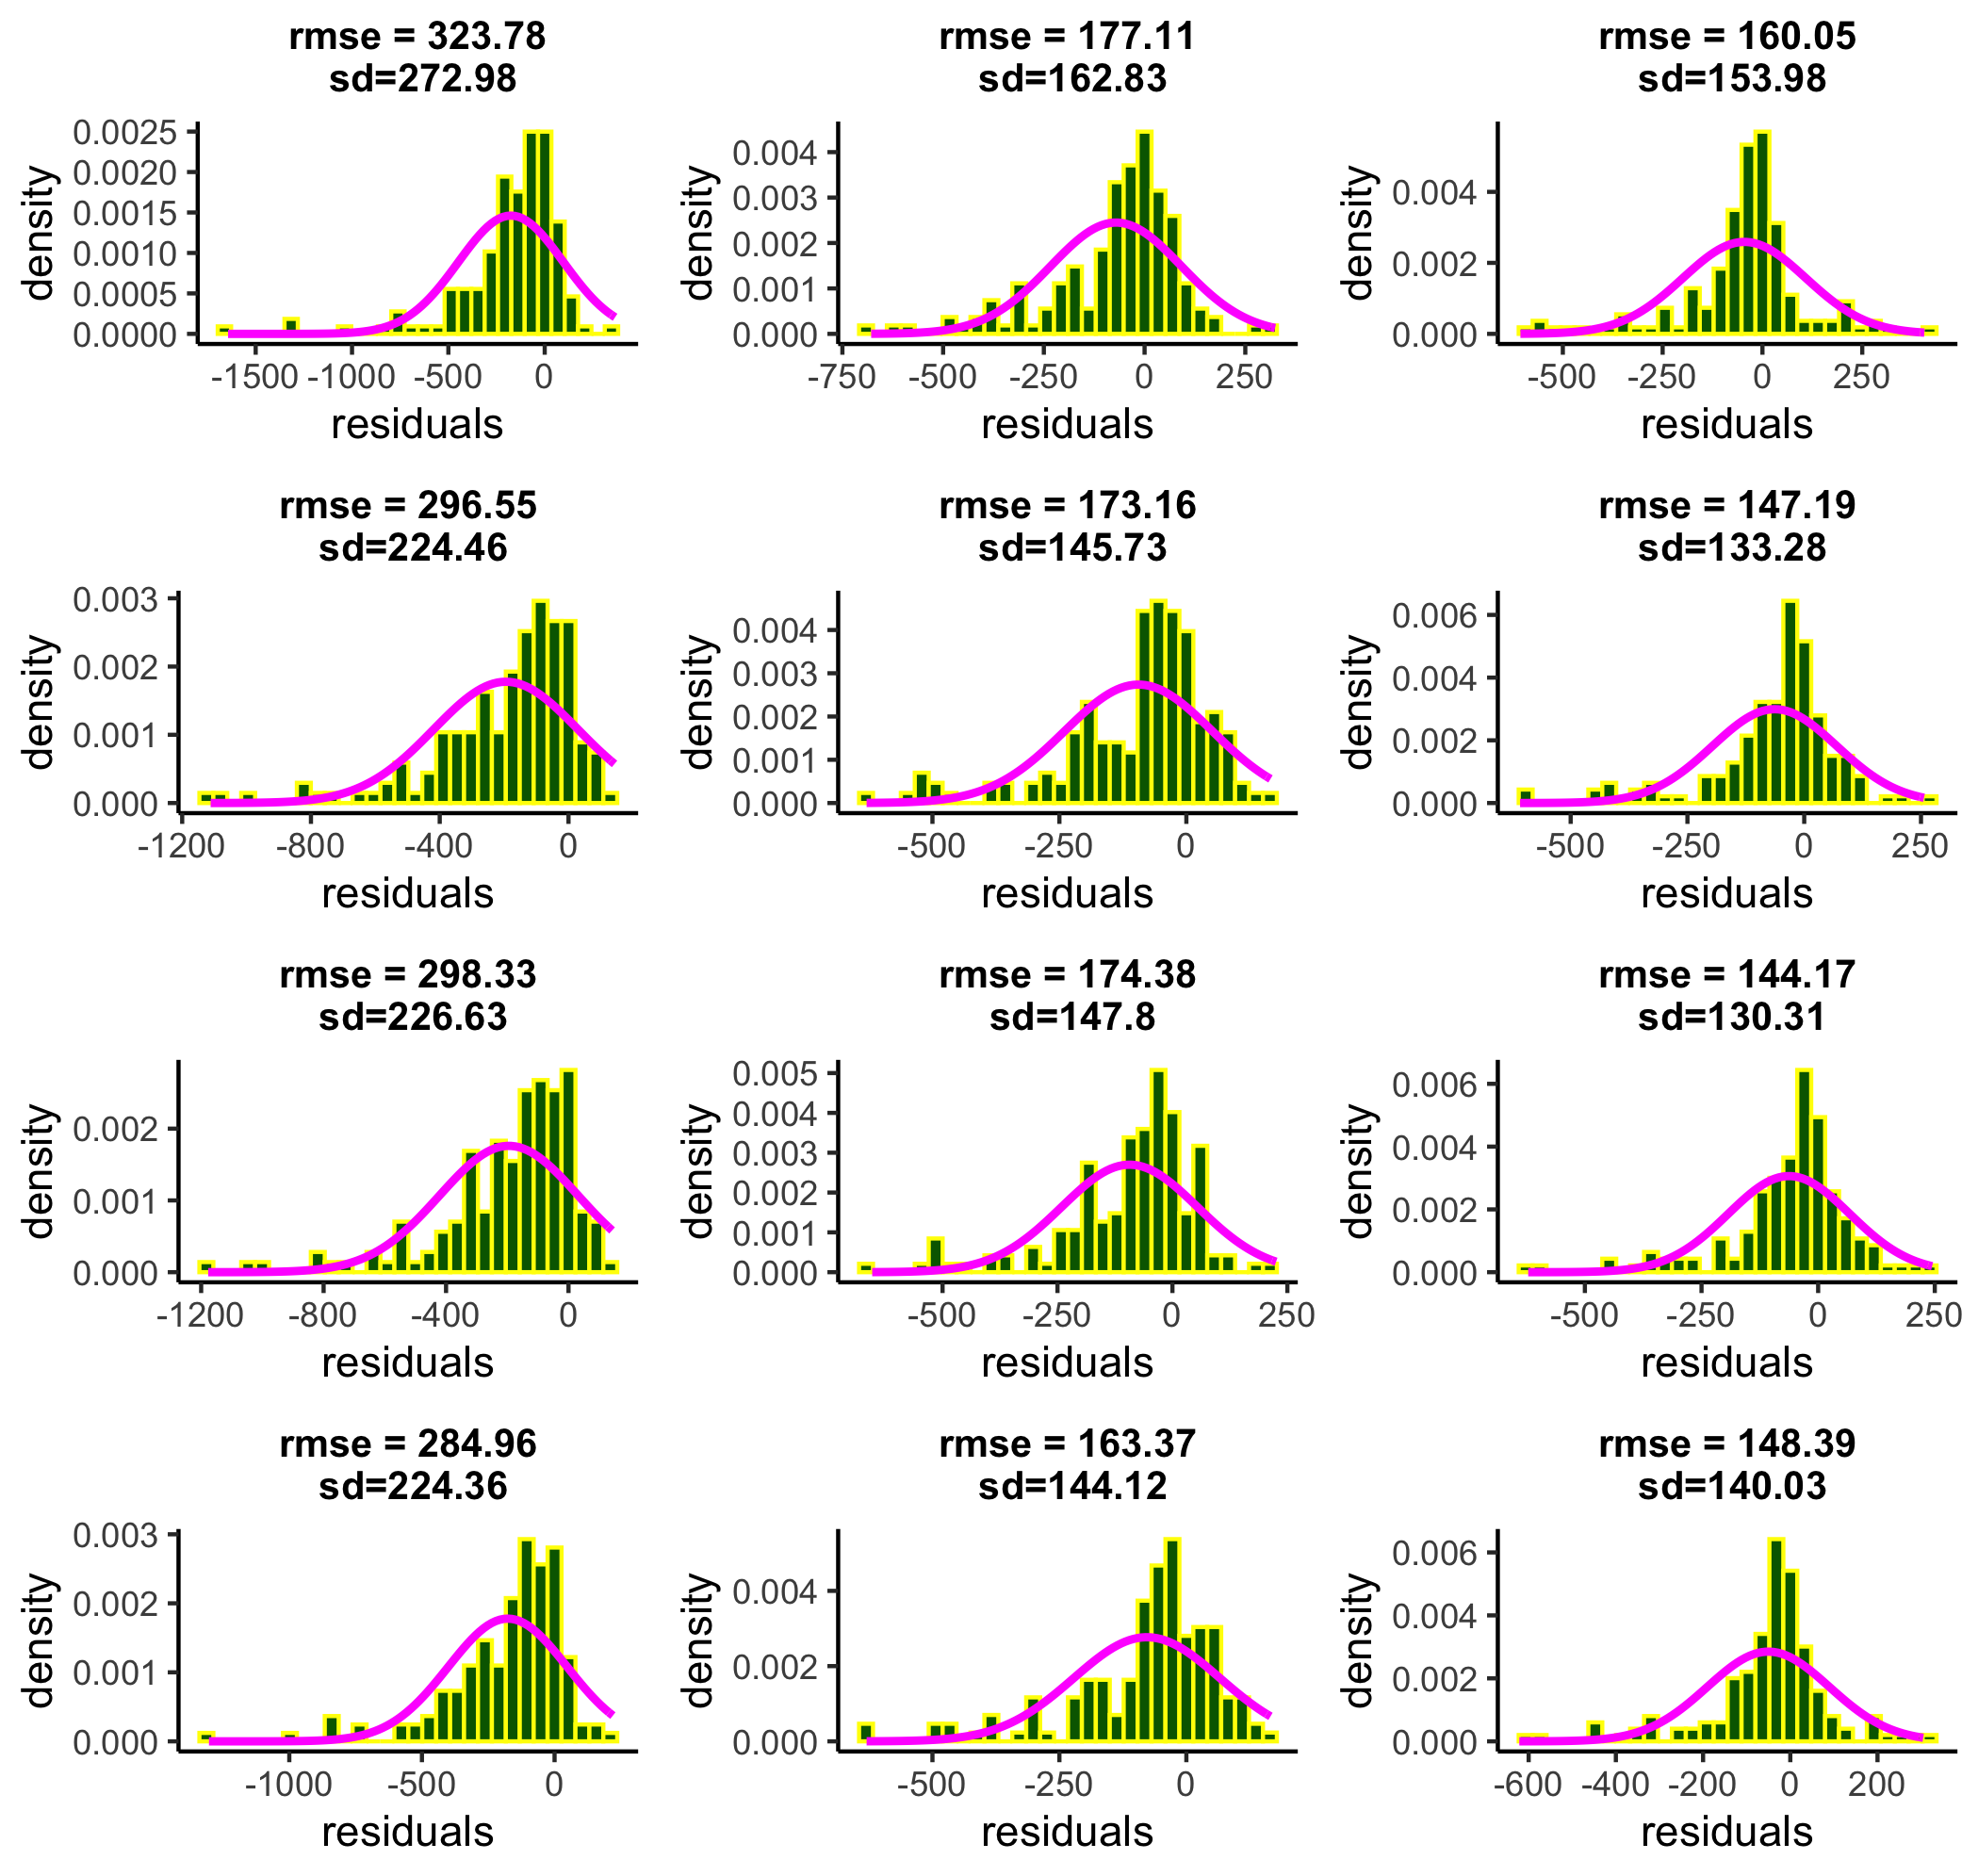 rmse = 323.78
sd=272.98
density
0.0025
0.0020
0.0015
0.0010
0.0005
0.0000
-1500 -1000 -500 0
residuals
rmse = 177.11
sd=162.83
density
0.004
0.003
0.002
0.001
0.000
-750 -500 -250 0 250
residuals
rmse = 160.05
sd=153.98
density
0.004
0.002
0.000
-500 -250 0 250
residuals
rmse = 296.55
sd=224.46
density
0.003
0.002
0.001
0.000
-1200 -800 -400 0
residuals
rmse = 173.16
sd=145.73
density
0.004
0.003
0.002
0.001
0.000
-500 -250 0
residuals
rmse = 147.19
sd=133.28
density
0.006
0.004
0.002
0.000
-500 -250 0 250
residuals
rmse = 298.33
sd=226.63
density
0.002
0.001
0.000
-1200 -800 -400 0
residuals
rmse = 174.38
sd=147.8
density
0.005
0.004
0.003
0.002
0.001
0.000
-500 -250 0 250
residuals
rmse = 144.17
sd=130.31
density
0.006
0.004
0.002
0.000
-500 -250 0 250
residuals
rmse = 284.96
sd=224.36
density
0.003
0.002
0.001
0.000
-1000 -500 0
residuals
rmse = 163.37
sd=144.12
density
0.004
0.002
0.000
-500 -250 0
residuals
rmse = 148.39
sd=140.03
density
0.006
0.004
0.002
0.000
-600 -400 -200 0 200
residuals